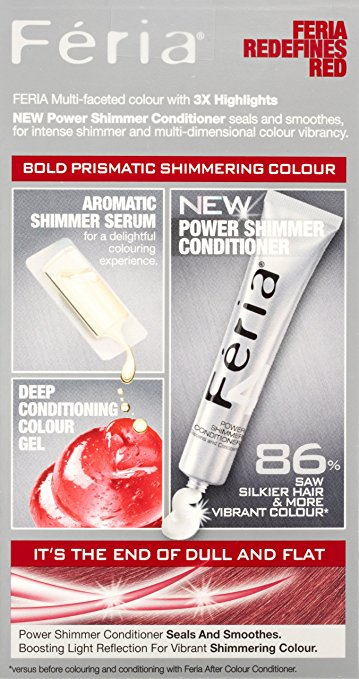 Féria®
FERIA
REDEFINES
RED
FERIA Multi-faceted colour with 3X Highlights
NEW Power Shimmer Conditioner seals and smoothes,
for intense shimmer and multi-dimensional colour vibrancy.
BOLD PRISMATIC SHIMMERING COLOUR
AROMATIC
SHIMMER SERUM
for a delightful
colouring
experience.
NEW
POWER SHIMMER
CONDITIONER
Féria
POWER
SHIMMER
CONDITIONER
DEEP
CONDITIONING
COLOUR
GEL
86%
SAW
SILKIER HAIR
& MORE
VIBRANT COLOUR*
IT'S THE END OF DULL AND FLAT
Power Shimmer Conditioner Seals And Smoothes.
Boosting Light Reflection For Vibrant Shimmering Colour.
*versus before colouring and conditioning with Feria After Colour Conditioner.